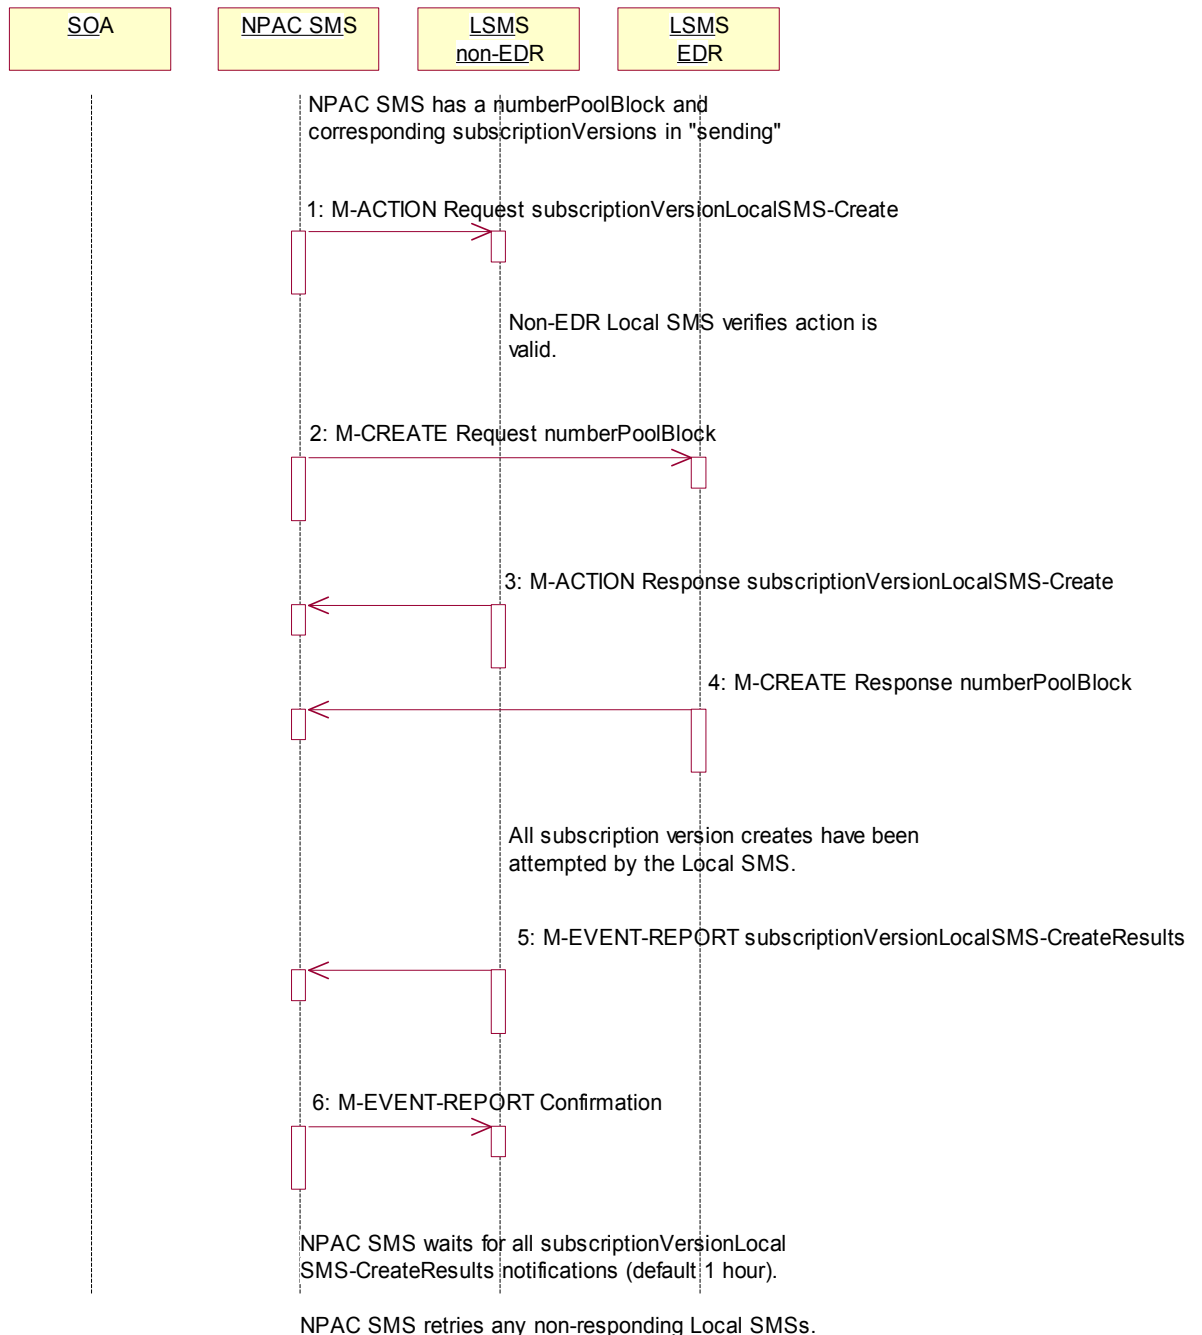 SOA
NPAC SMS
LSMS
non-EDR
LSMS
EDR
NPAC SMS has a numberPoolBlock and
corresponding subscriptionVersions in "sending"
1: M-ACTION Request subscriptionVersionLocalSMS-Create
Non-EDR Local SMS verifies action is
valid.
2: M-CREATE Request numberPoolBlock
3: M-ACTION Response subscriptionVersionLocalSMS-Create
4: M-CREATE Response numberPoolBlock
All subscription version creates have been
attempted by the Local SMS.
5: M-EVENT-REPORT subscriptionVersionLocalSMS-CreateResults
6: M-EVENT-REPORT Confirmation
NPAC SMS waits for all subscriptionVersionLocal
SMS-CreateResults notifications (default 1 hour).
NPAC SMS retries any non-responding Local SMSs.